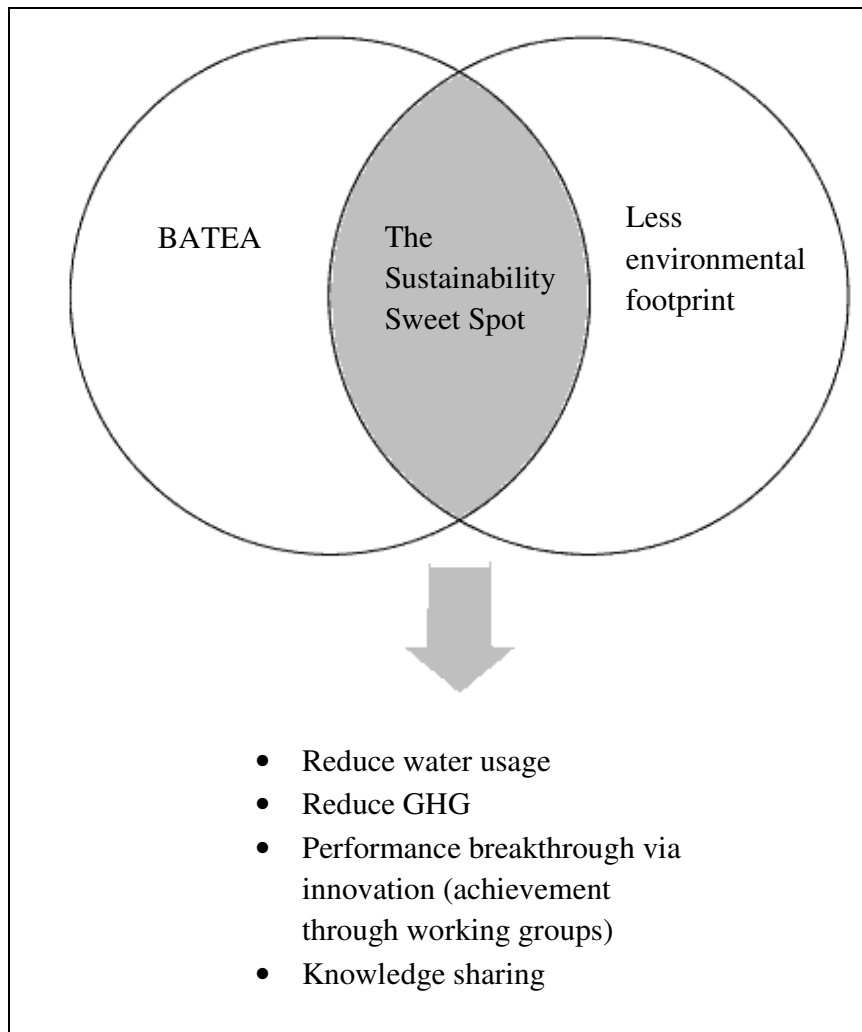 BATEA
The
Sustainability
Sweet Spot
Less
environmental
footprint
• Reduce water usage
• Reduce GHG
• Performance breakthrough via
innovation (achievement
through working groups)
• Knowledge sharing